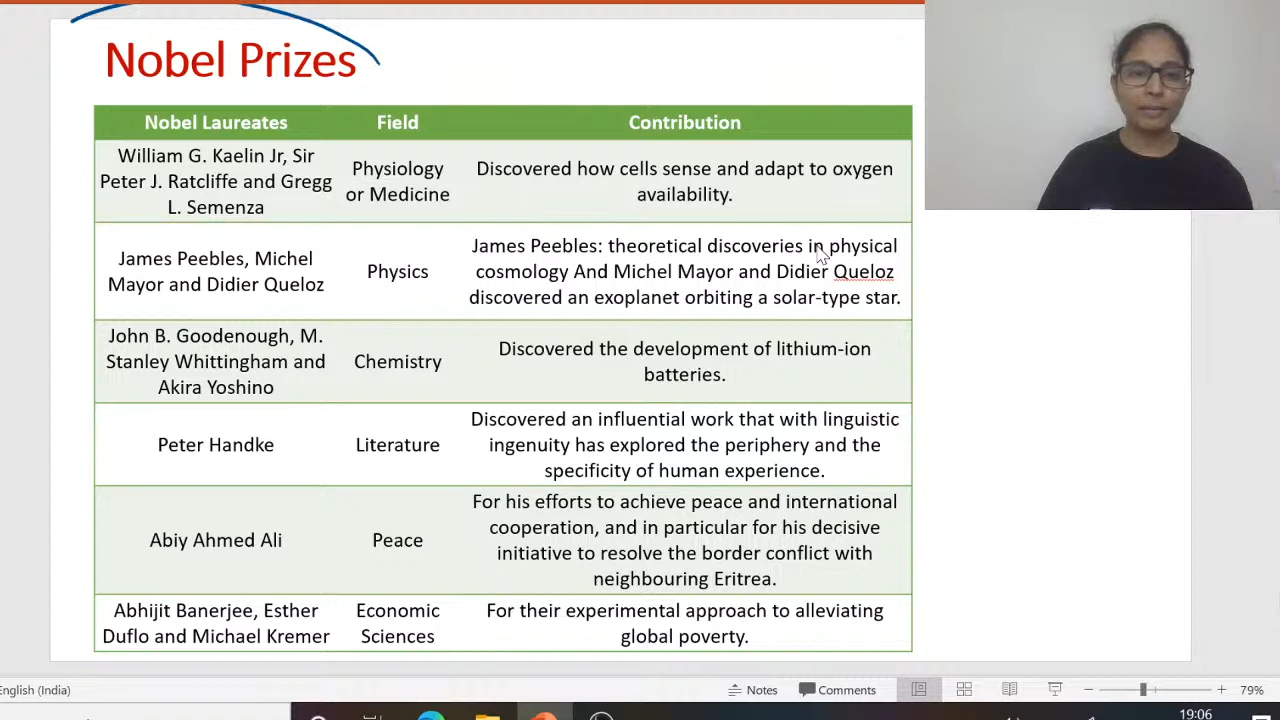 Nobel Prizes
Nobel Laureates Field Contribution
William G. Kaelin Jr, Sir
Peter J. Ratcliffe and Gregg
L. Semenza
Physiology
or Medicine
Discovered how cells sense and adapt to oxygen
availability.
James Peebles, Michel
Mayor and Didier Queloz
Physics
James Peebles: theoretical discoveries in physical
cosmology And Michel Mayor and Didier Queloz
discovered an exoplanet orbiting a solar-type star.
John B. Goodenough, M.
Stanley Whittingham and
Akira Yoshino
Chemistry
Discovered the development of lithium-ion
batteries.
Peter Handke
Literature
Discovered an influential work that with linguistic
ingenuity has explored the periphery and the
specificity of human experience.
Abiy Ahmed Ali
Peace
For his efforts to achieve peace and international
cooperation, and in particular for his decisive
initiative to resolve the border conflict with
neighbouring Eritrea.
Abhijit Banerjee, Esther
Duflo and Michael Kremer
Economic
Sciences
For their experimental approach to alleviating
global poverty.
English (India) Notes Comments 79%
19:06